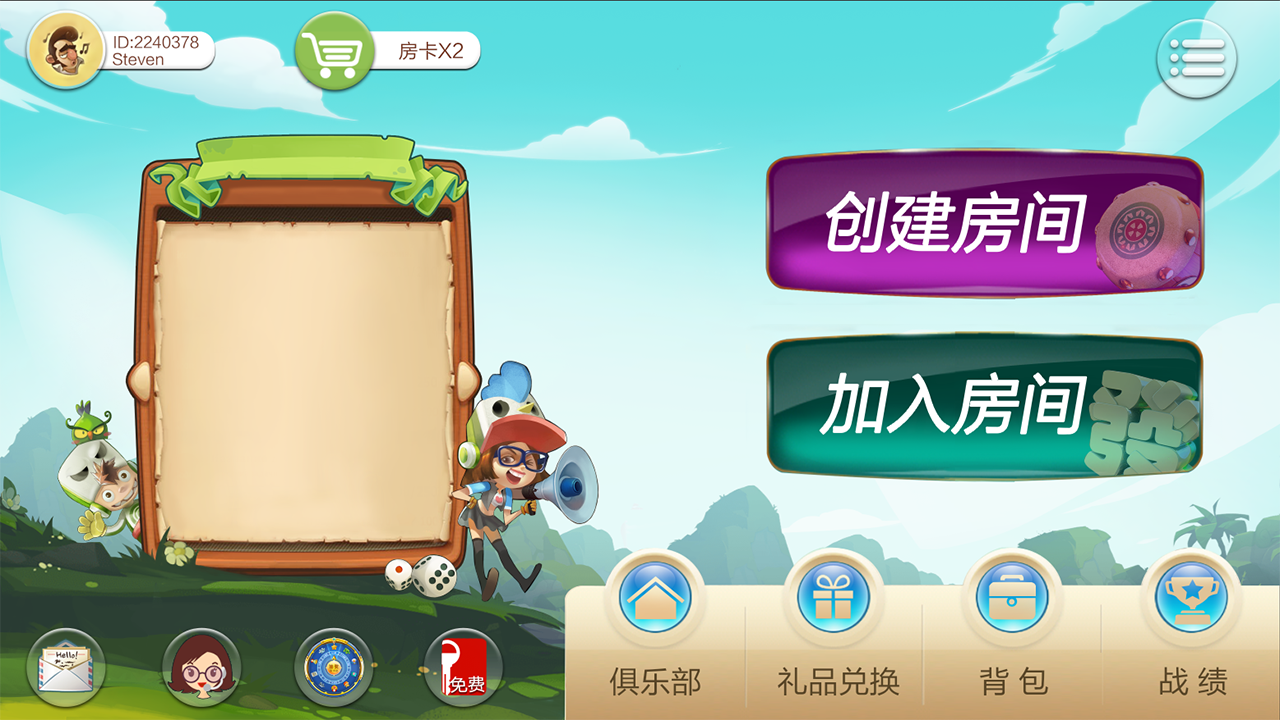 ID:2240378
Steven
房卡X2
创建房间
加入房间
Hello!
免费
俱乐部
礼品兑换
背包
战绩